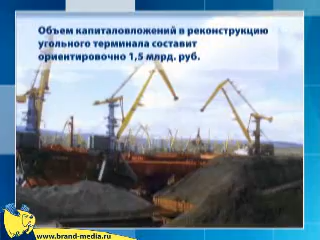 Объем капиталовложений в реконструкцию
угольного терминала составит
ориентировочно 1,5 млрд. руб.
www.brand-media.ru